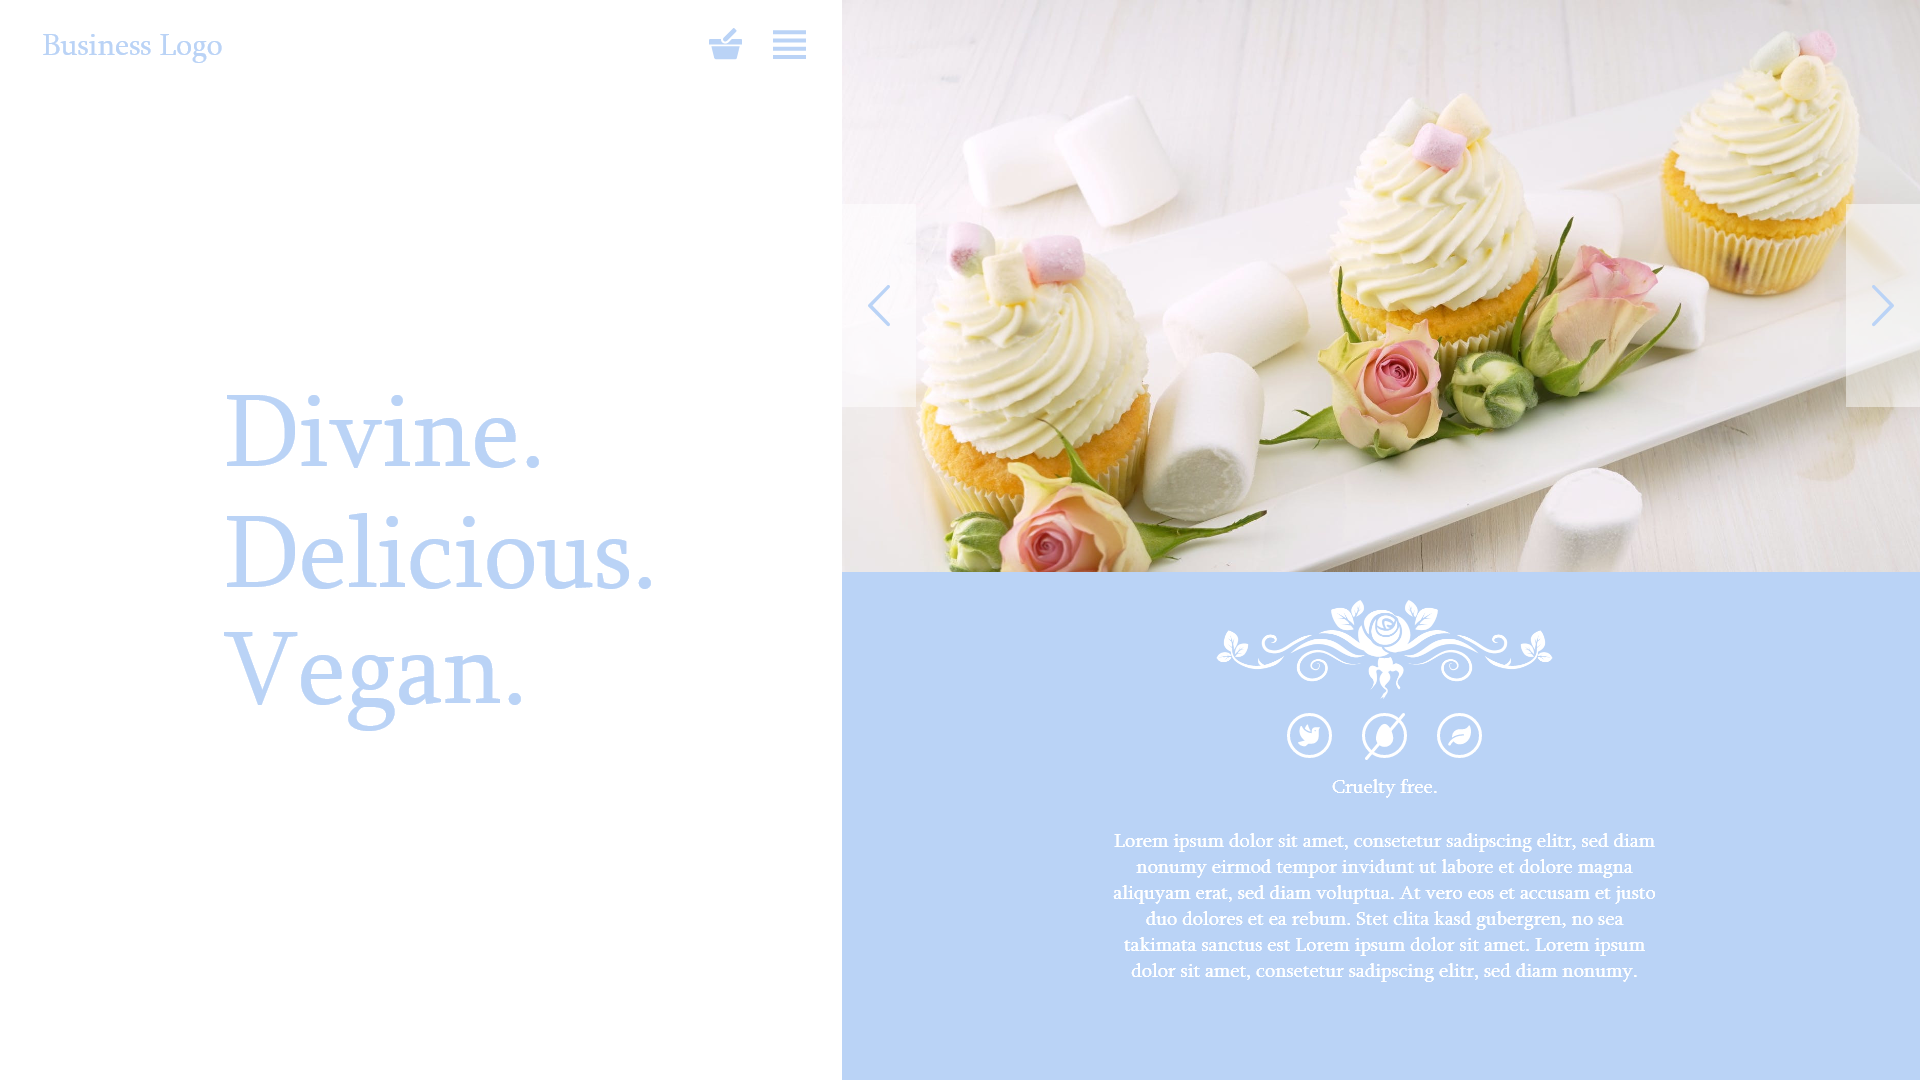 Business Logo
Divine.
Delicious.
Vegan.
Cruelty free.
Lorem ipsum dolor sit amet, consetetur sadipscing elitr, sed diam
nonumy eirmod tempor invidunt ut labore et dolore magna
aliquyam erat, sed diam voluptua. At vero eos et accusam et justo
duo dolores et ea rebum. Stet clita kasd gubergren, no sea
takimata sanctus est Lorem ipsum dolor sit amet. Lorem ipsum
dolor sit amet, consetetur sadipscing elitr, sed diam nonumy.